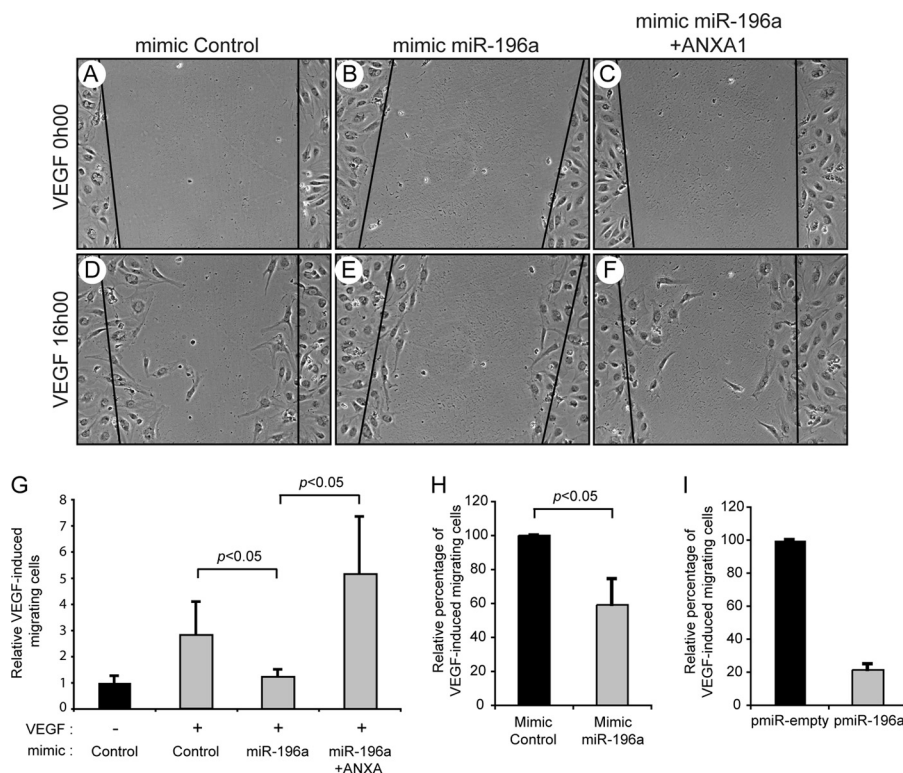 mimic Control
mimic miR-196a
mimic miR-196a
+ANXA1
VEGF 0h00
A
B
C
VEGF 16h00
D
E
F
G
Relative VEGF-induced
migrating cells
8
7
6
5
4
3
2
1
0
p<0.05
p<0.05
VEGF : - + + +
mimic: Control Control miR-196a miR-196a
+ANXA
H
Relative percentage of
VEGF-induced migrating cells
120
100
80
60
40
20
0
p<0.05
Mimic
Control
Mimic
miR-196a
I
Relative percentage of
VEGF-induced migrating cells
120
100
80
60
40
20
0
pmiR-empty pmiR-196a